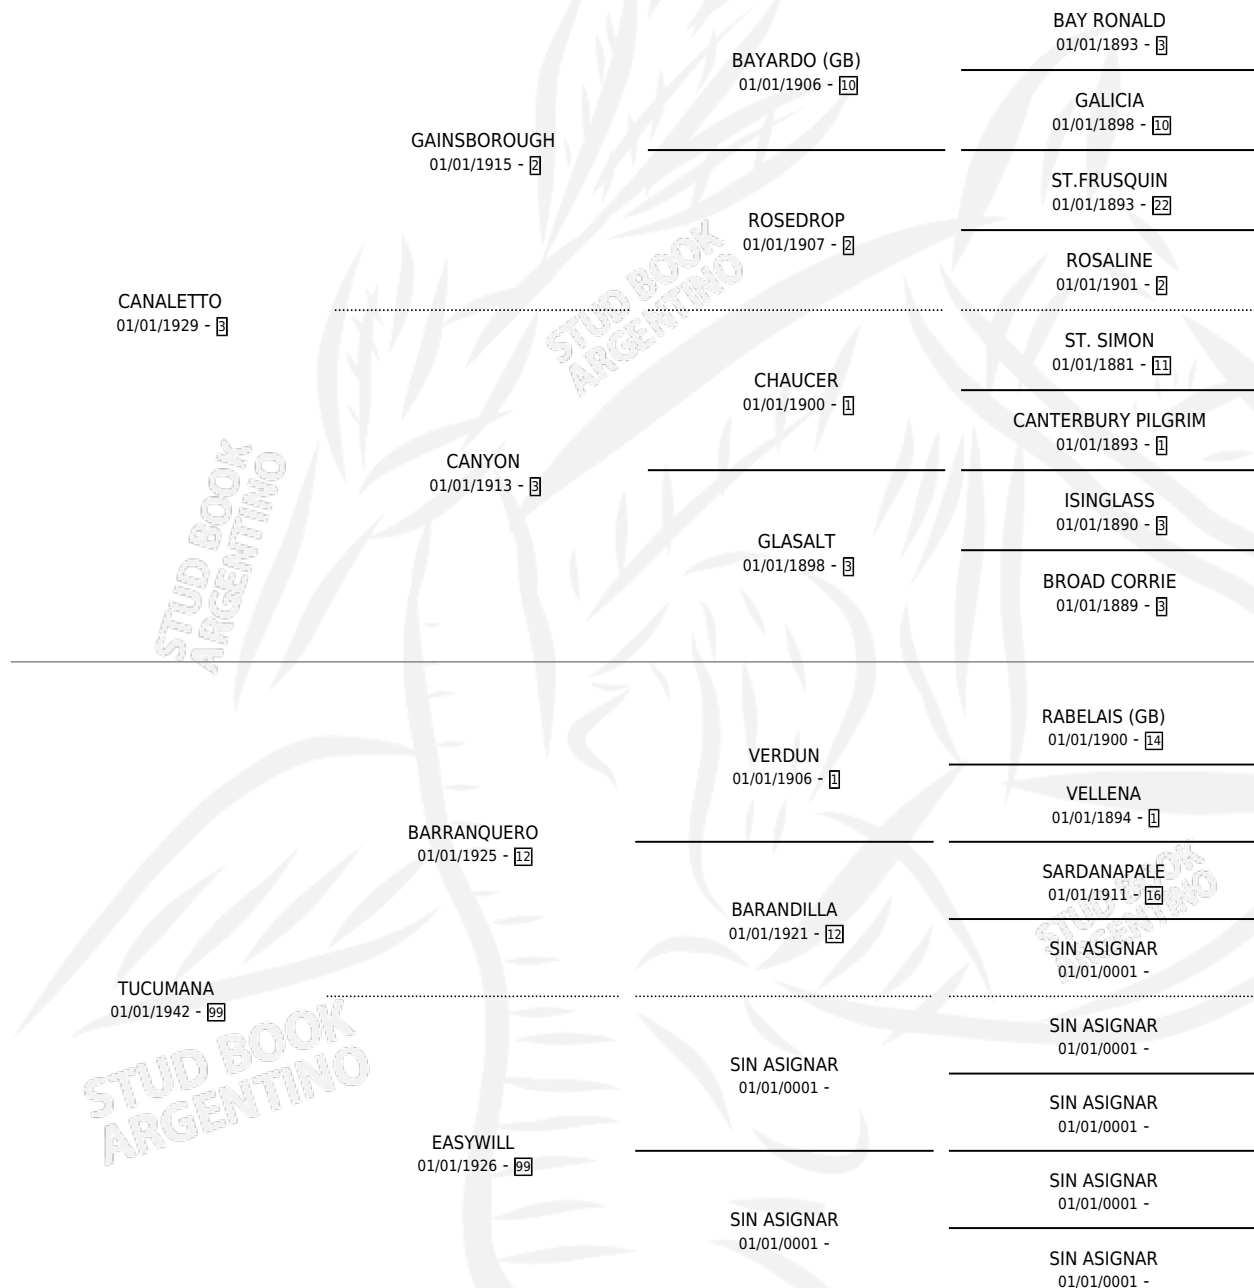 BAY RONALD
01/01/1893 - 3
BAYARDO (GB)
01/01/1906 - 10
GALICIA
01/01/1898 - 10
GAINSBOROUGH
01/01/1915 - 2
ST.FRUSQUIN
01/01/1893 - 22
ROSEDROP
01/01/1907 - 2
ROSALINE
01/01/1901 - 2
CANALETTO
01/01/1929 - 3
STUD BOOK
ARGENTINO
ST. SIMON
01/01/1881 - 11
CHAUCER
01/01/1900 - 1
CANTERBURY PILGRIM
01/01/1893 - 1
CANYON
01/01/1913 - 3
ISINGLASS
01/01/1890 - 3
GLASALT
01/01/1898 - 3
BROAD CORRIE
01/01/1889 - 3
STUD BOOK
ARGENTINO
RABELAIS (GB)
01/01/1900 - 14
VERDUN
01/01/1906 - 1
VELLENA
01/01/1894 - 1
BARRANQUERO
01/01/1925 - 12
SARDANAPALE
01/01/1911 - 16
BARANDILLA
01/01/1921 - 12
STUD BOOK
ARGENTINO
SIN ASIGNAR
01/01/0001 -
TUCUMANA
01/01/1942 - 99
STUD BOOK
ARGENTINO
SIN ASIGNAR
01/01/0001 -
SIN ASIGNAR
01/01/0001 -
SIN ASIGNAR
01/01/0001 -
EASYWILL
01/01/1926 - 99
SIN ASIGNAR
01/01/0001 -
SIN ASIGNAR
01/01/0001 -
SIN ASIGNAR
01/01/0001 -